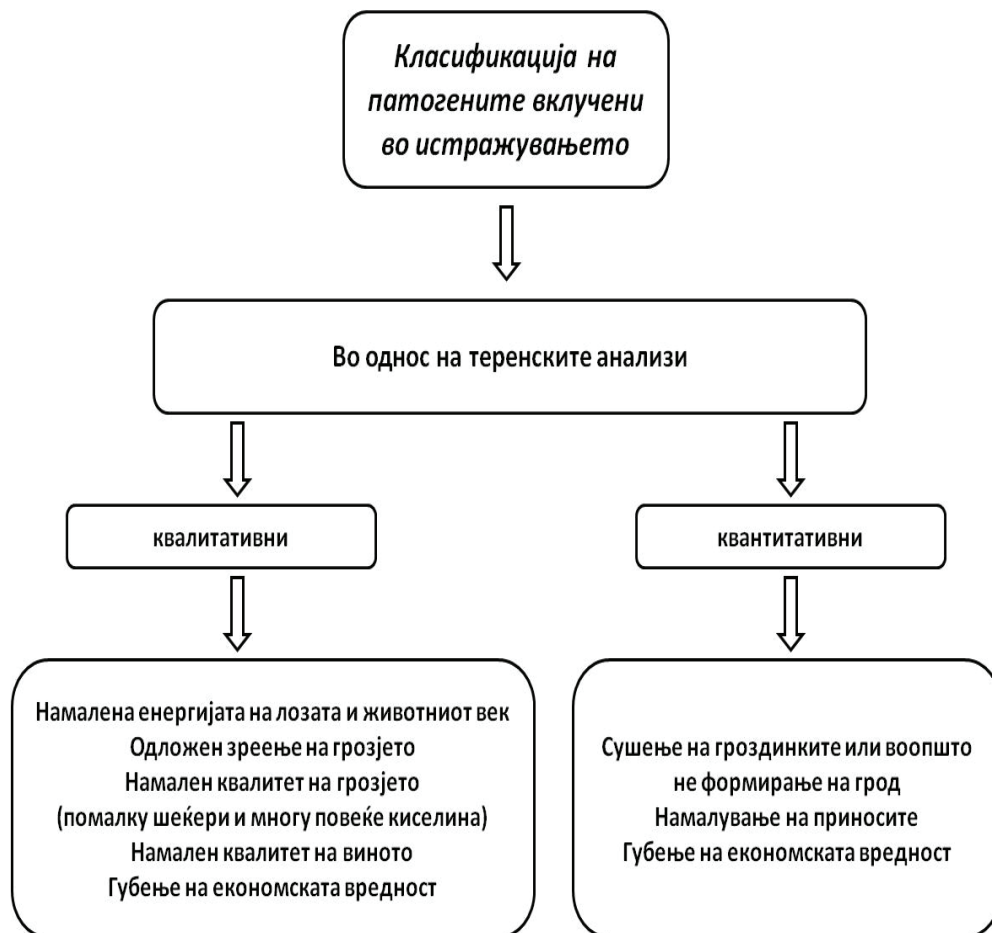 Класификација на
патогените вклучени
во истражувањето
Во однос на теренските анализи
квалитативни
квантитативни
Намалена енергијата на лозата и животниот век
Одложен зреење на грозјето
Намален квалитет на грозјето
(помалку шеќери и многу повеќе киселина)
Намален квалитет на виното
Губење на економската вредност
Сушење на гроздинките или воопшто
не формирање на грод
Намалување на приносите
Губење на економската вредност